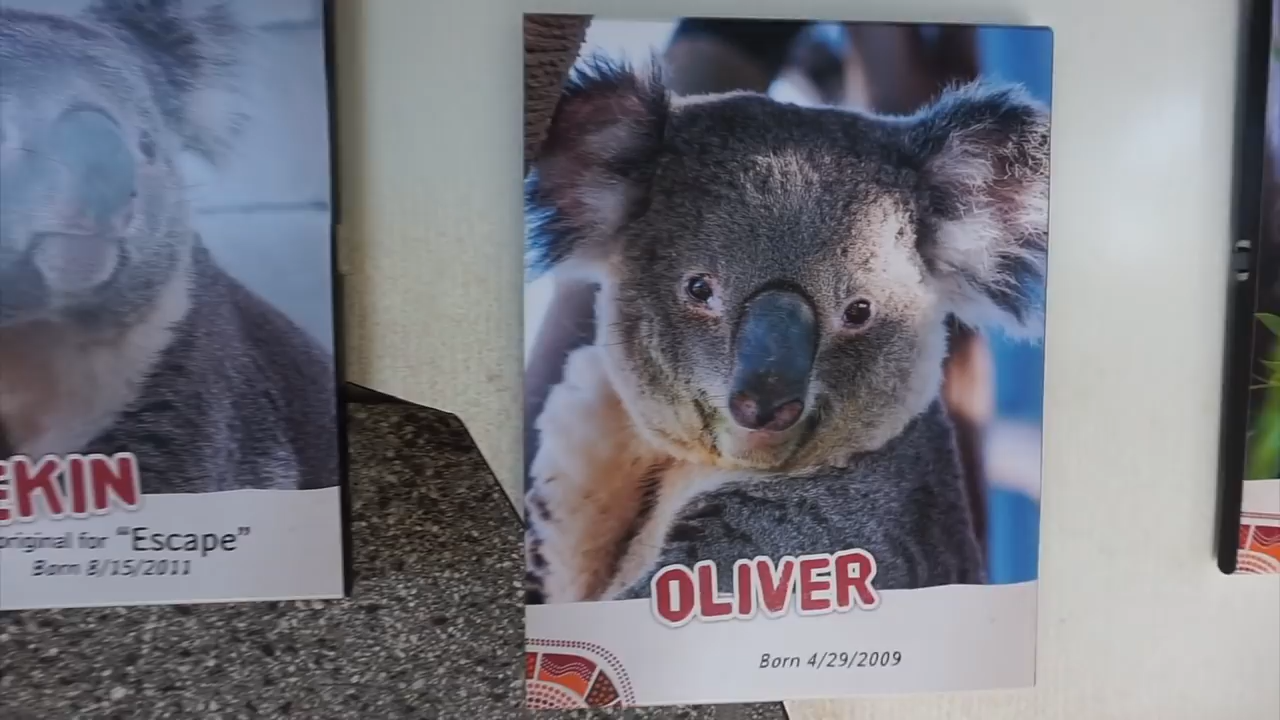 EKIN
original for "Escape"
Born 8/15/2011
OLIVER
Born 4/29/2009